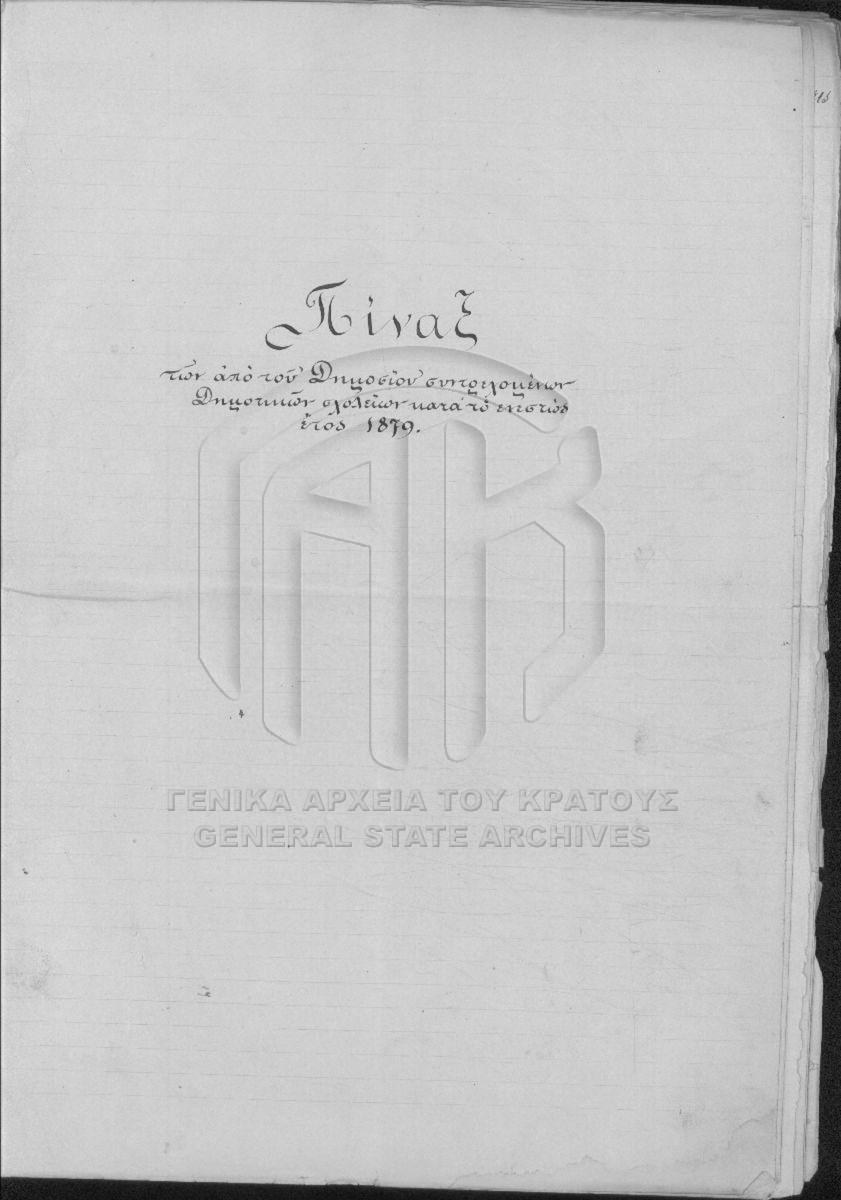 Πίναξ
τῶν ἀπὸ τοῦ Δημοσίου συντρεχομένων
Δημοτικῶν σχολείων κατὰ τὸ ἐνεστὼς
ἔτος 1879.
ΓΕΝΙΚΑ ΑΡΧΕΙΑ ΤΟΥ ΚΡΑΤΟΥΣ
GENERAL STATE ARCHIVES